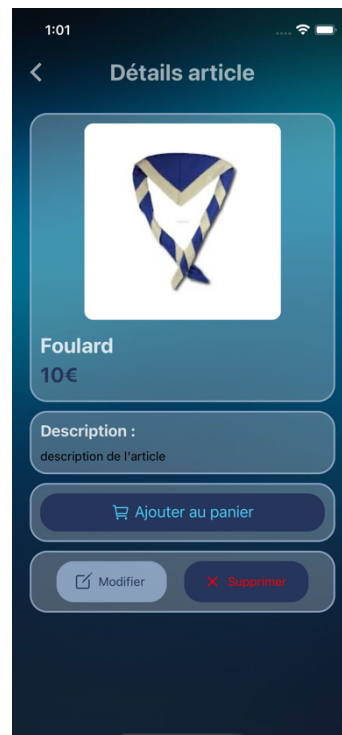 1:01
Détails article
Foulard
10€
Description :
description de l'article
Ajouter au panier
Modifier
Supprimer